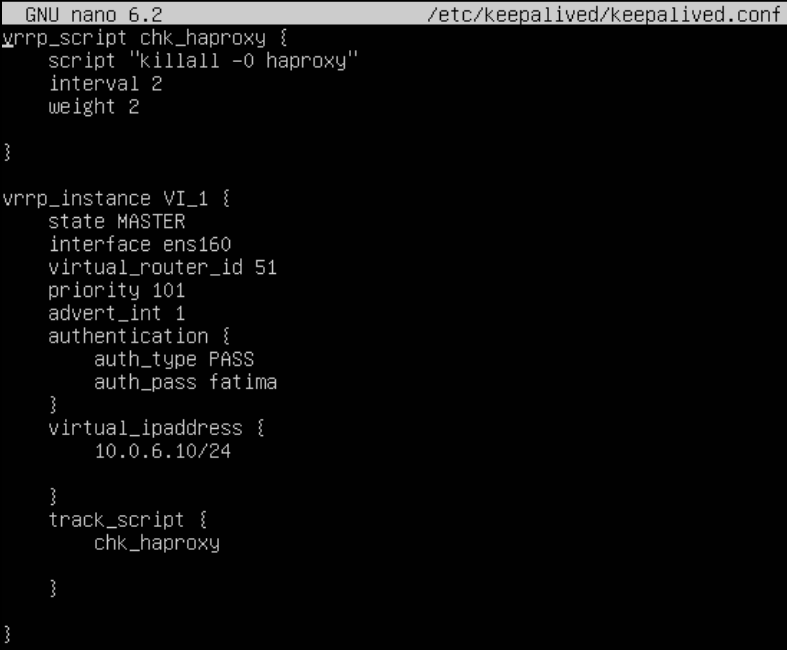 GNU nano 6.2 /etc/keepalived/keepalived.conf
vrrp_script chk_haproxy {
    script "killall -0 haproxy"
    interval 2
    weight 2

}

vrrp_instance VI_1 {
    state MASTER
    interface ens160
    virtual_router_id 51
    priority 101
    advert_int 1
    authentication {
        auth_type PASS
        auth_pass fatima
    }
    virtual_ipaddress {
        10.0.6.10/24

    }
    track_script {
        chk_haproxy

    }

}